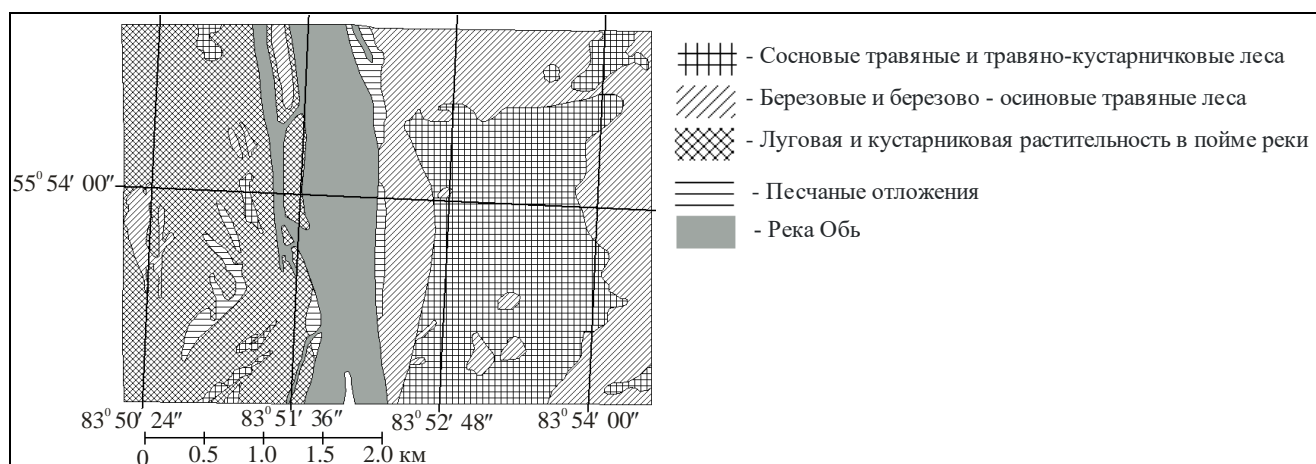 - Сосновые травяные и травяно-кустарничковые леса
- Березовые и березово - осиновые травяные леса
- Луговая и кустарниковая растительность в пойме реки
- Песчаные отложения
- Река Обь
55° 54' 00"
83° 50' 24" 83° 51' 36" 83° 52' 48" 83° 54' 00"
0 0.5 1.0 1.5 2.0 км